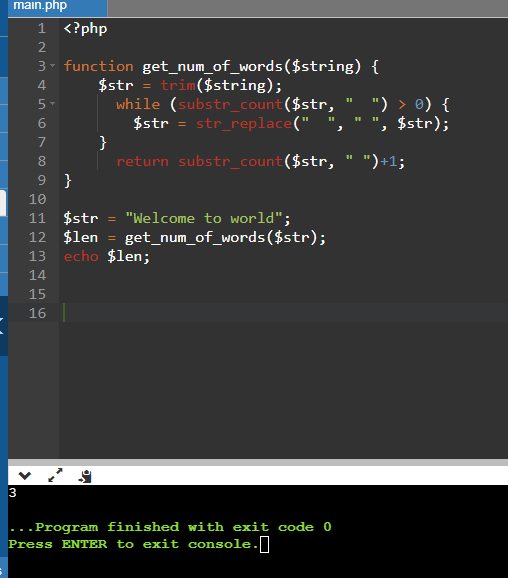 main.php
1 <?php
2
3 function get_num_of_words($string) {
4     $str = trim($string);
5       while (substr_count($str, "  ") > 0) {
6         $str = str_replace("  ", " ", $str);
7     }
8       return substr_count($str, " ")+1;
9 }
10
11 $str = "Welcome to world";
12 $len = get_num_of_words($str);
13 echo $len;
14
15
16
3
...Program finished with exit code 0
Press ENTER to exit console.